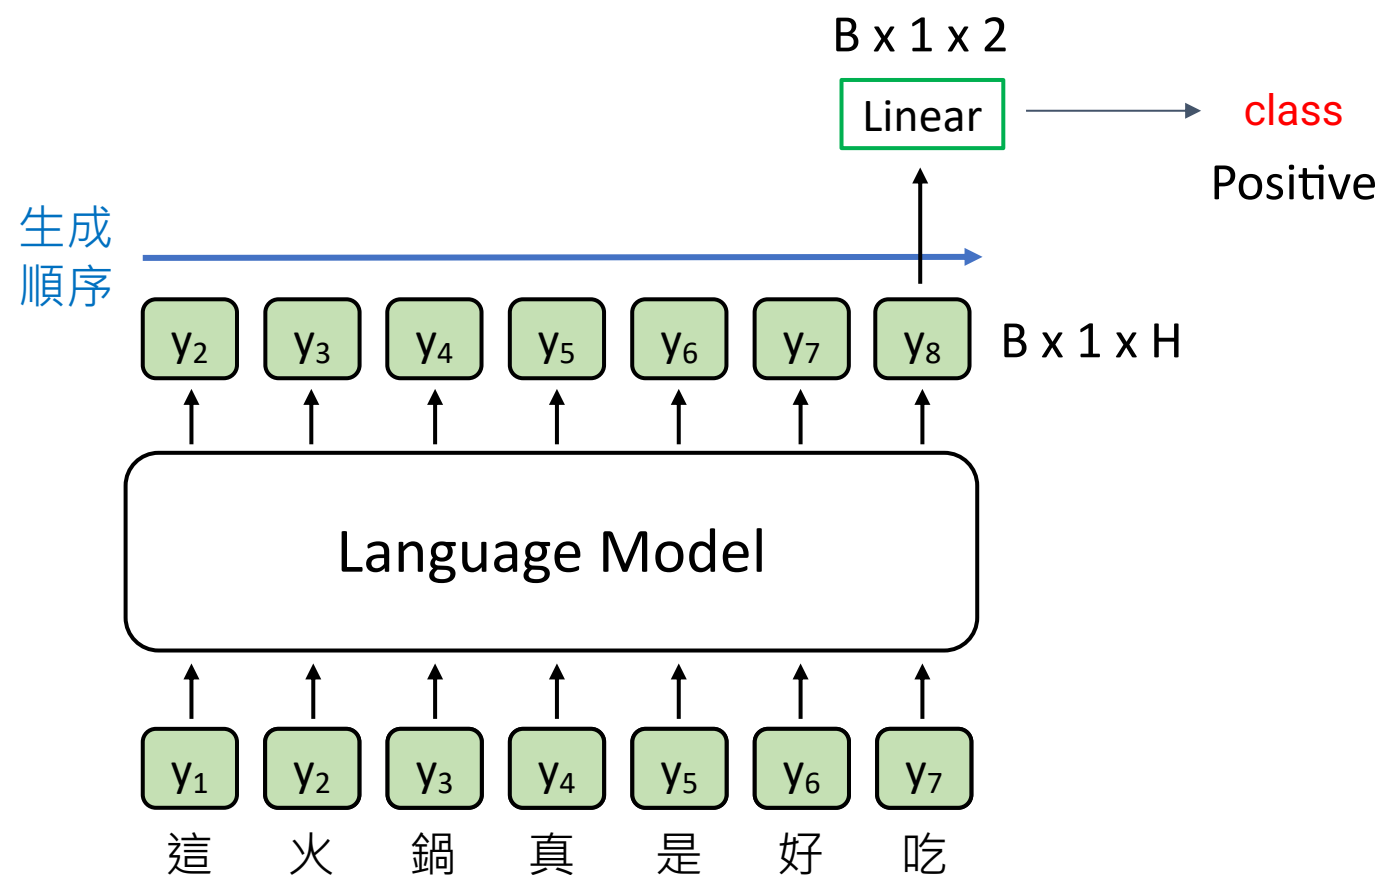 B x 1 x 2
Linear
class
Positive
生成
順序
y2 y3 y4 y5 y6 y7 y8
B x 1 x H
Language Model
y1 y2 y3 y4 y5 y6 y7
這 火 鍋 真 是 好 吃